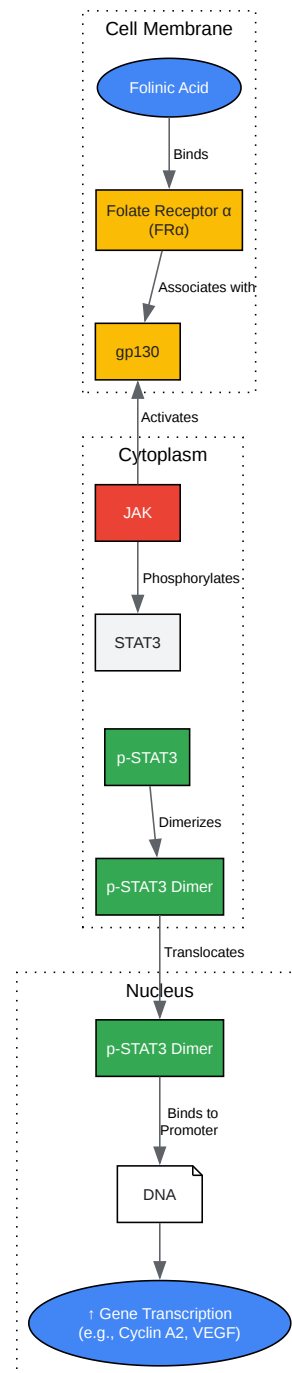 Cell Membrane
Folinic Acid
Binds
Folate Receptor α
(FRα)
Associates with
gp130
Activates
Cytoplasm
JAK
Phosphorylates
STAT3
p-STAT3
Dimerizes
p-STAT3 Dimer
Translocates
Nucleus
p-STAT3 Dimer
Binds to
Promoter
DNA
↑ Gene Transcription
(e.g., Cyclin A2, VEGF)